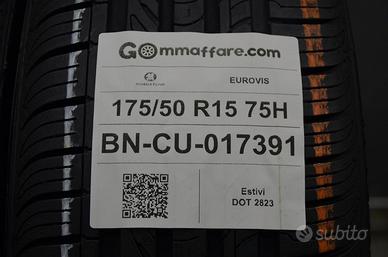 GOmmaffare.com
EUROVIS
175/50 R15 75H
BN-CU-017391
Estivi
DOT 2823
subito